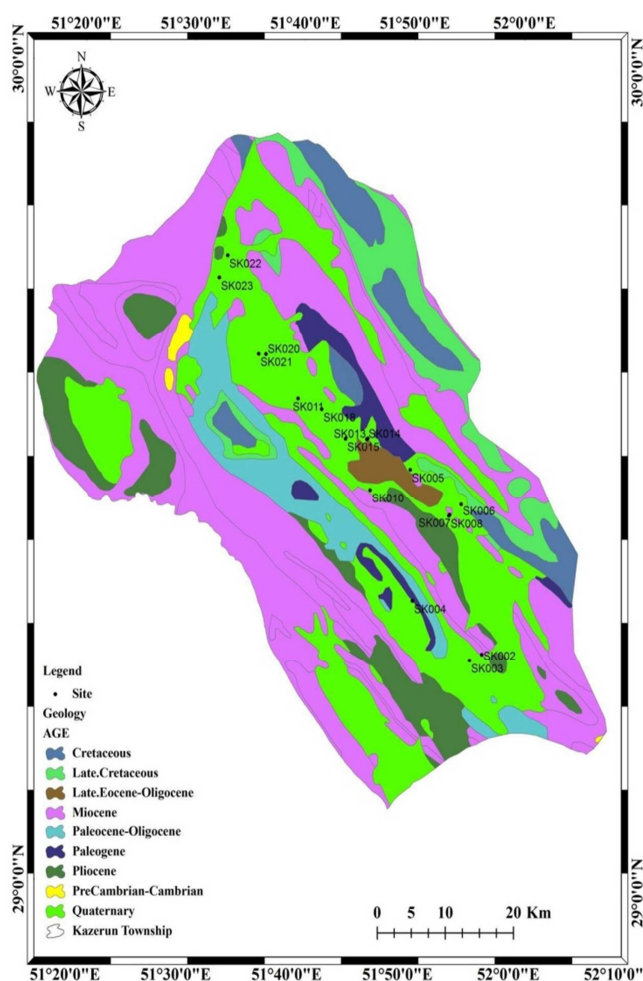 51°20'0"E 51°30'0"E 51°40'0"E 51°50'0"E 52°0'0"E
30°0'0"N
30°0'0"N
N
W E
S
SK022
SK023
SK020
SK021
SK011
SK018
SK013 SK014
SK015
SK005
SK010
SK006
SK007 SK008
SK004
SK002
SK003
Legend
Site
Geology
AGE
Cretaceous
Late.Cretaceous
Late.Eocene-Oligocene
Miocene
Paleocene-Oligocene
Paleogene
Pliocene
PreCambrian-Cambrian
Quaternary
Kazerun Township
29°0'0"N
29°0'0"N
0 5 10 20 Km
51°20'0"E 51°30'0"E 51°40'0"E 51°50'0"E 52°0'0"E 52°10'0"E